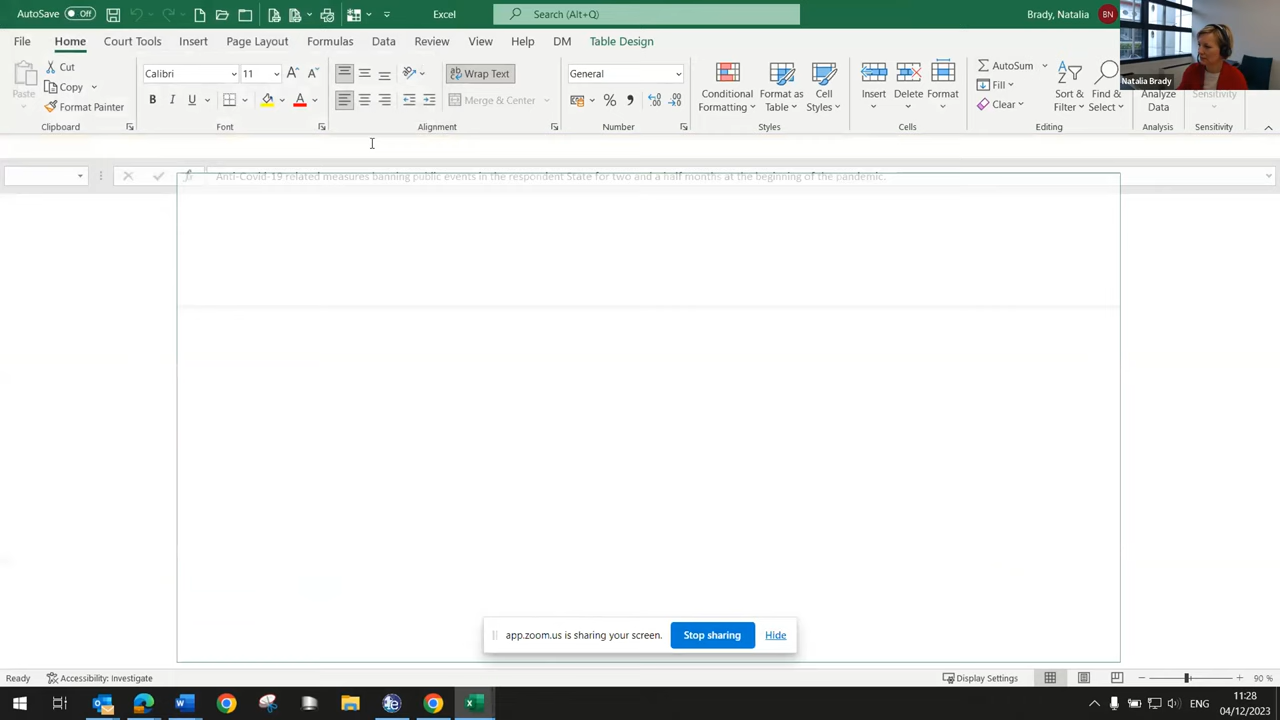 AutoSave Off Excel Search (Alt+Q) Brady, Natalia BN
File Home Court Tools Insert Page Layout Formulas Data Review View Help DM Table Design
Paste Cut Copy Format Painter
Calibri 11 A A
B I U A
Wrap Text
Merge & Center
General
% , .00
Conditional Formatting Format as Table Cell Styles
Insert Delete Format
AutoSum Fill Clear
Sort & Filter Find & Select
Analyze Data
Sensitivity
Natalia Brady
Clipboard Font Alignment Number Styles Cells Editing Analysis Sensitivity
fx Anti-Covid-19 related measures banning public events in the respondent State for two and a half months at the beginning of the pandemic.
app.zoom.us is sharing your screen. Stop sharing Hide
Ready Accessibility: Investigate Display Settings 90 %
ENG 11:28
04/12/2023